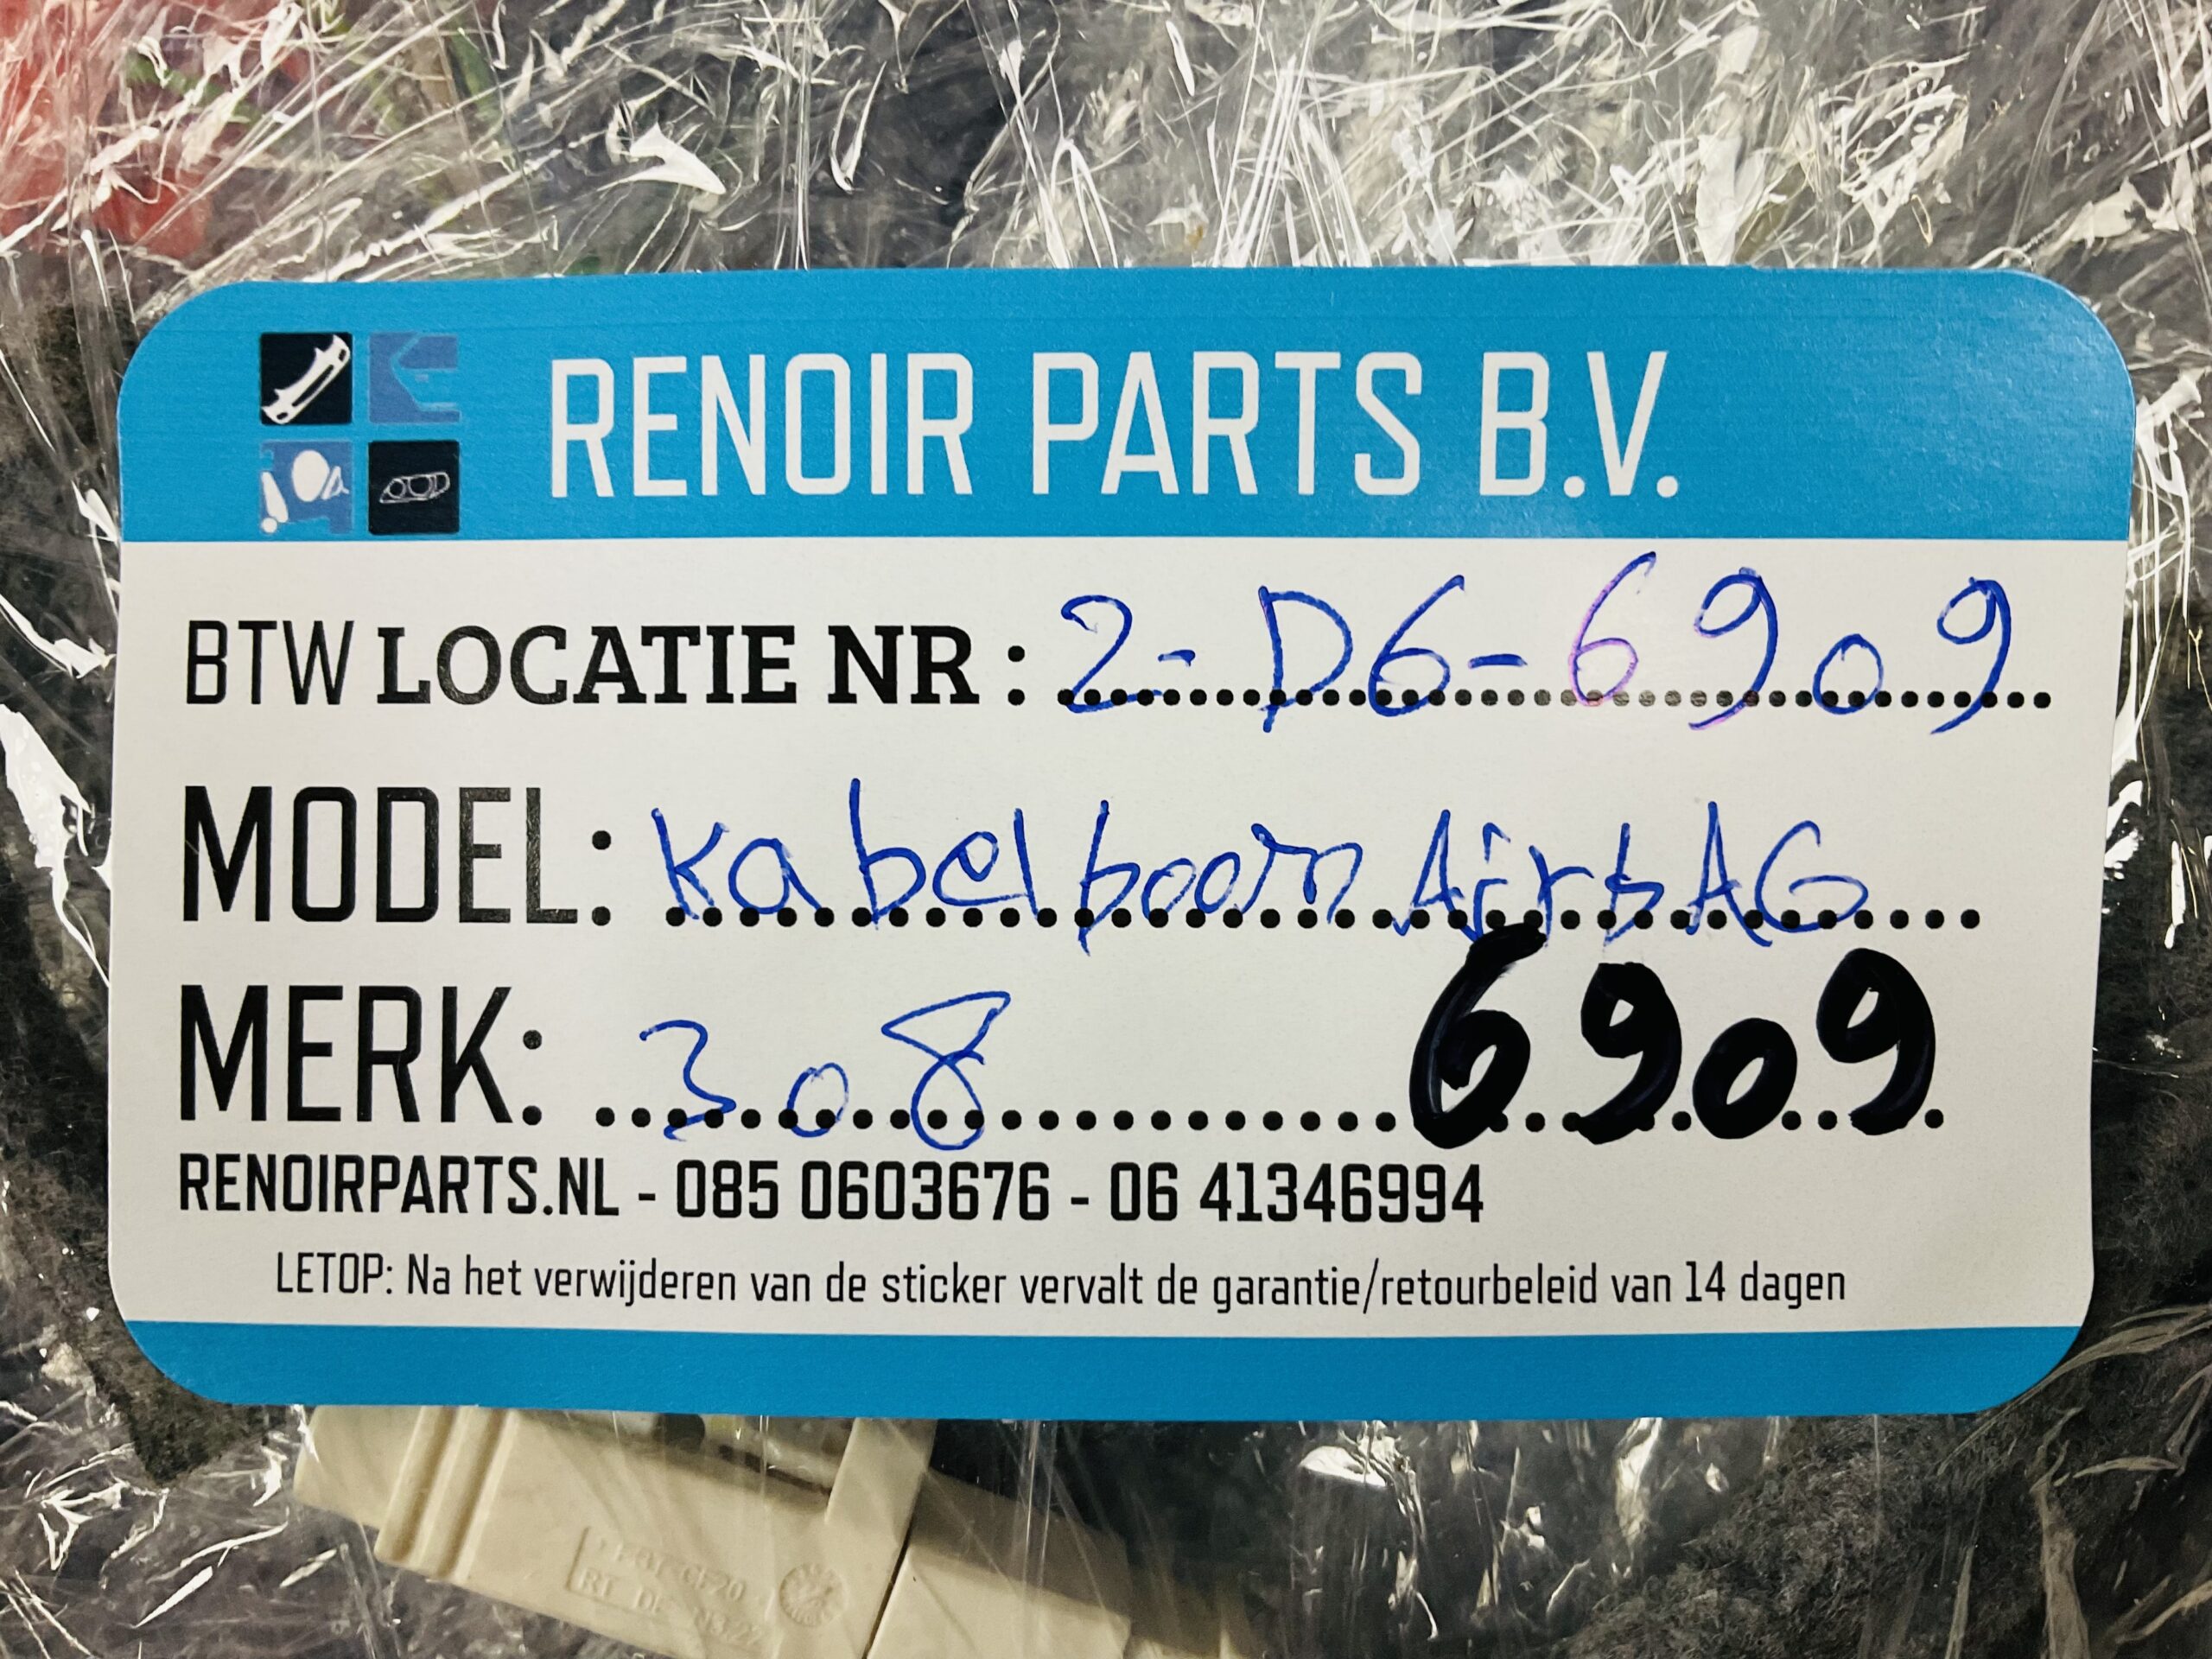 RENOIR PARTS B.V.
BTW LOCATIE NR : 2-D6-6909
MODEL: Kabelboom AirbAG
MERK: 308 6909
RENOIRPARTS.NL - 085 0603676 - 06 41346994
LETOP: Na het verwijderen van de sticker vervalt de garantie/retourbeleid van 14 dagen